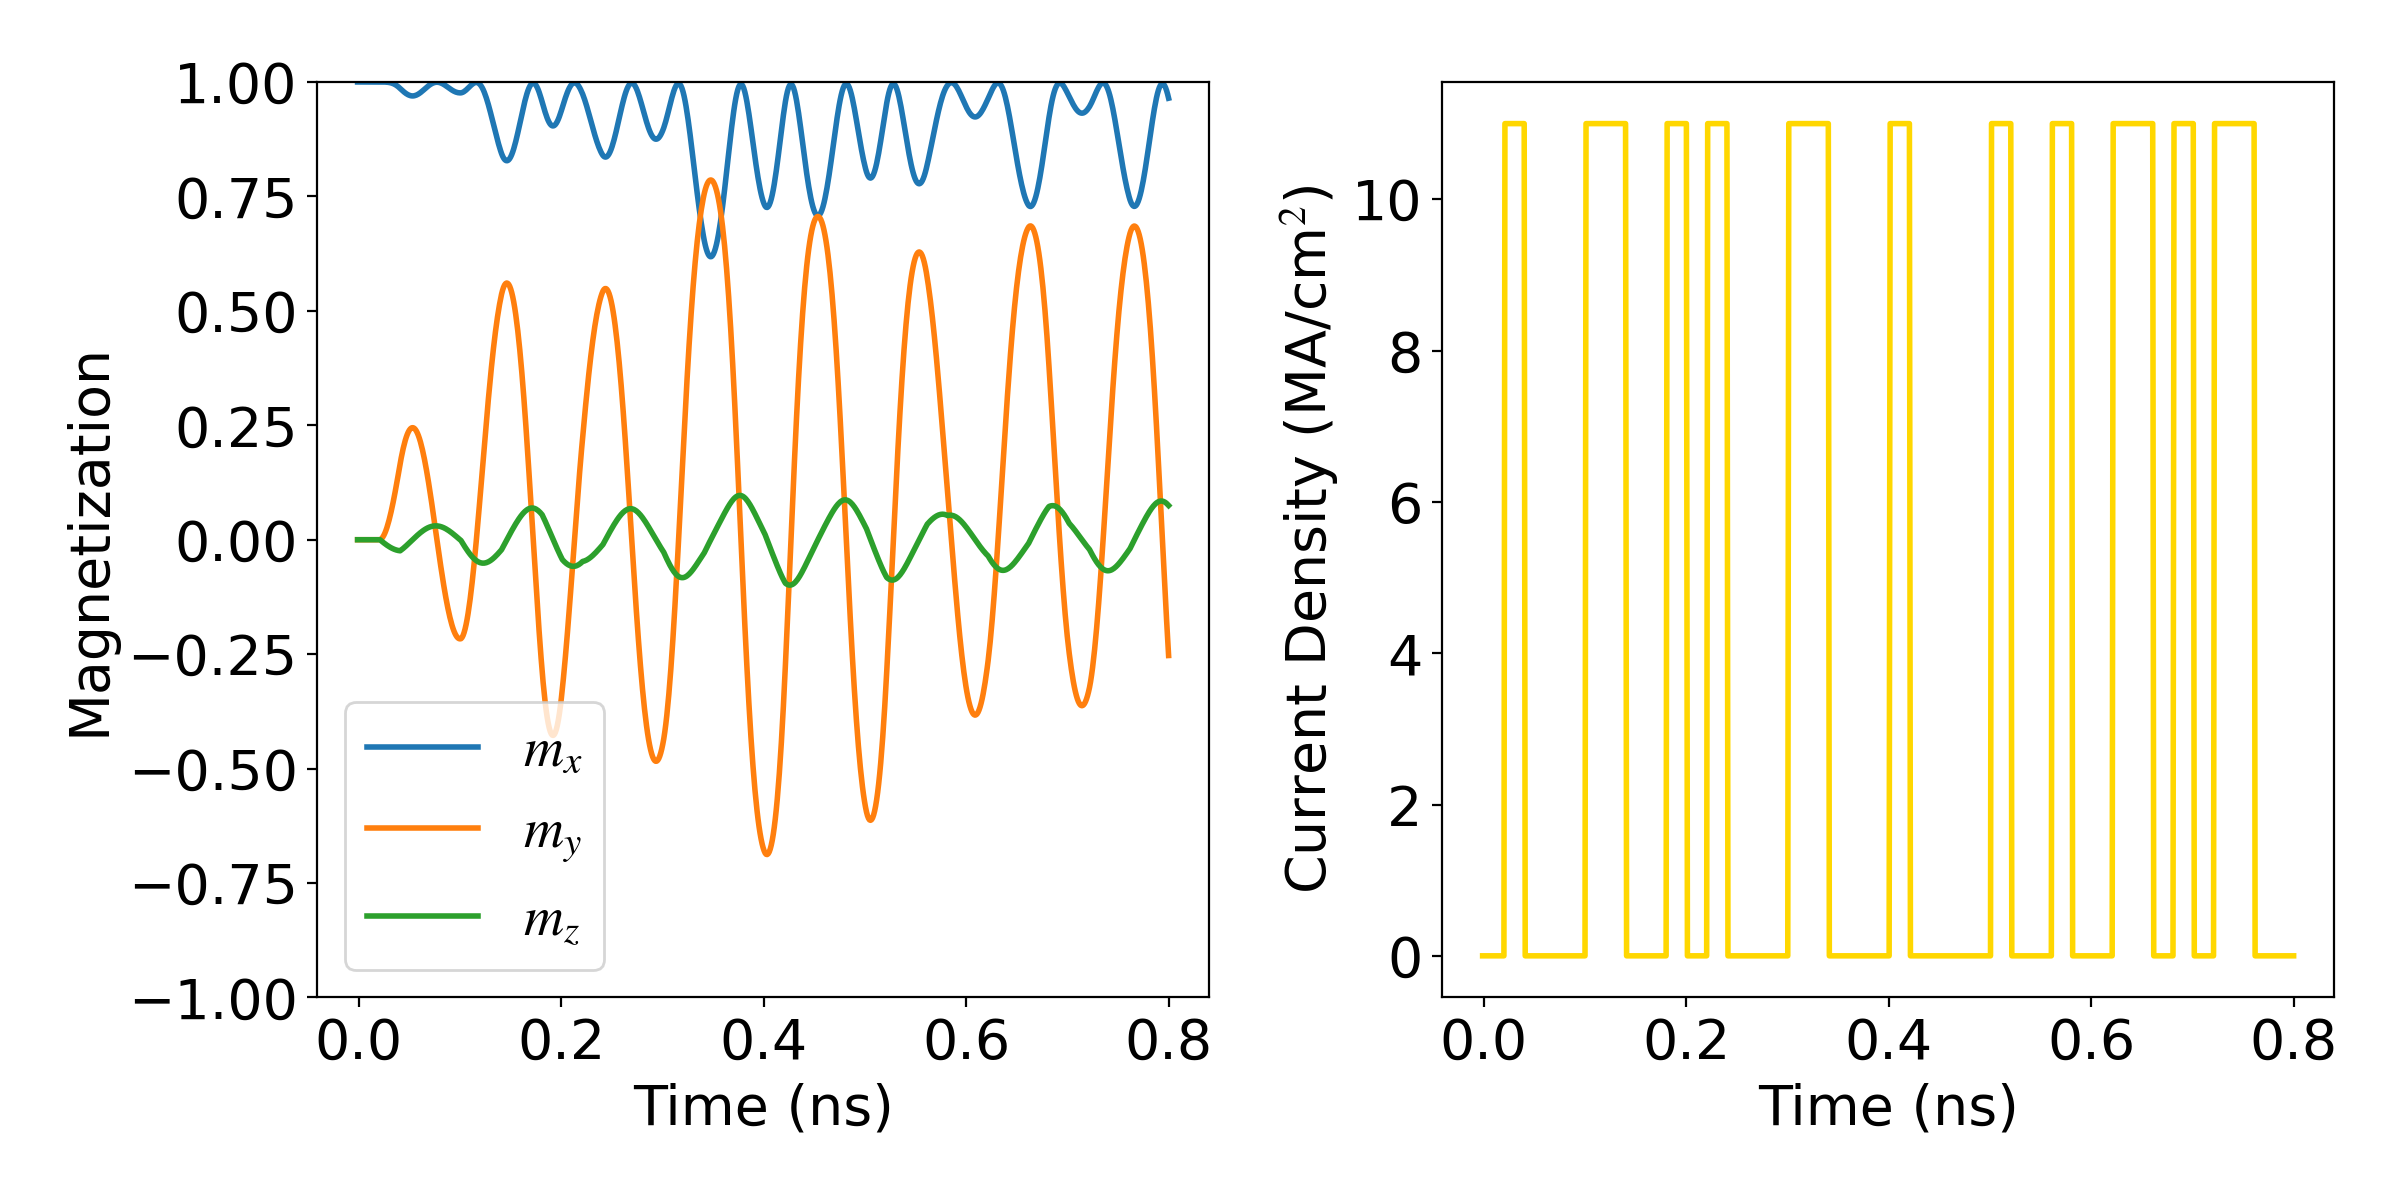 1.00
0.75
0.50
0.25
0.00
−0.25
−0.50
−0.75
−1.00
Magnetization
m_x
m_y
m_z
0.0 0.2 0.4 0.6 0.8
Time (ns)
10
8
6
4
2
0
Current Density (MA/cm²)
0.0 0.2 0.4 0.6 0.8
Time (ns)